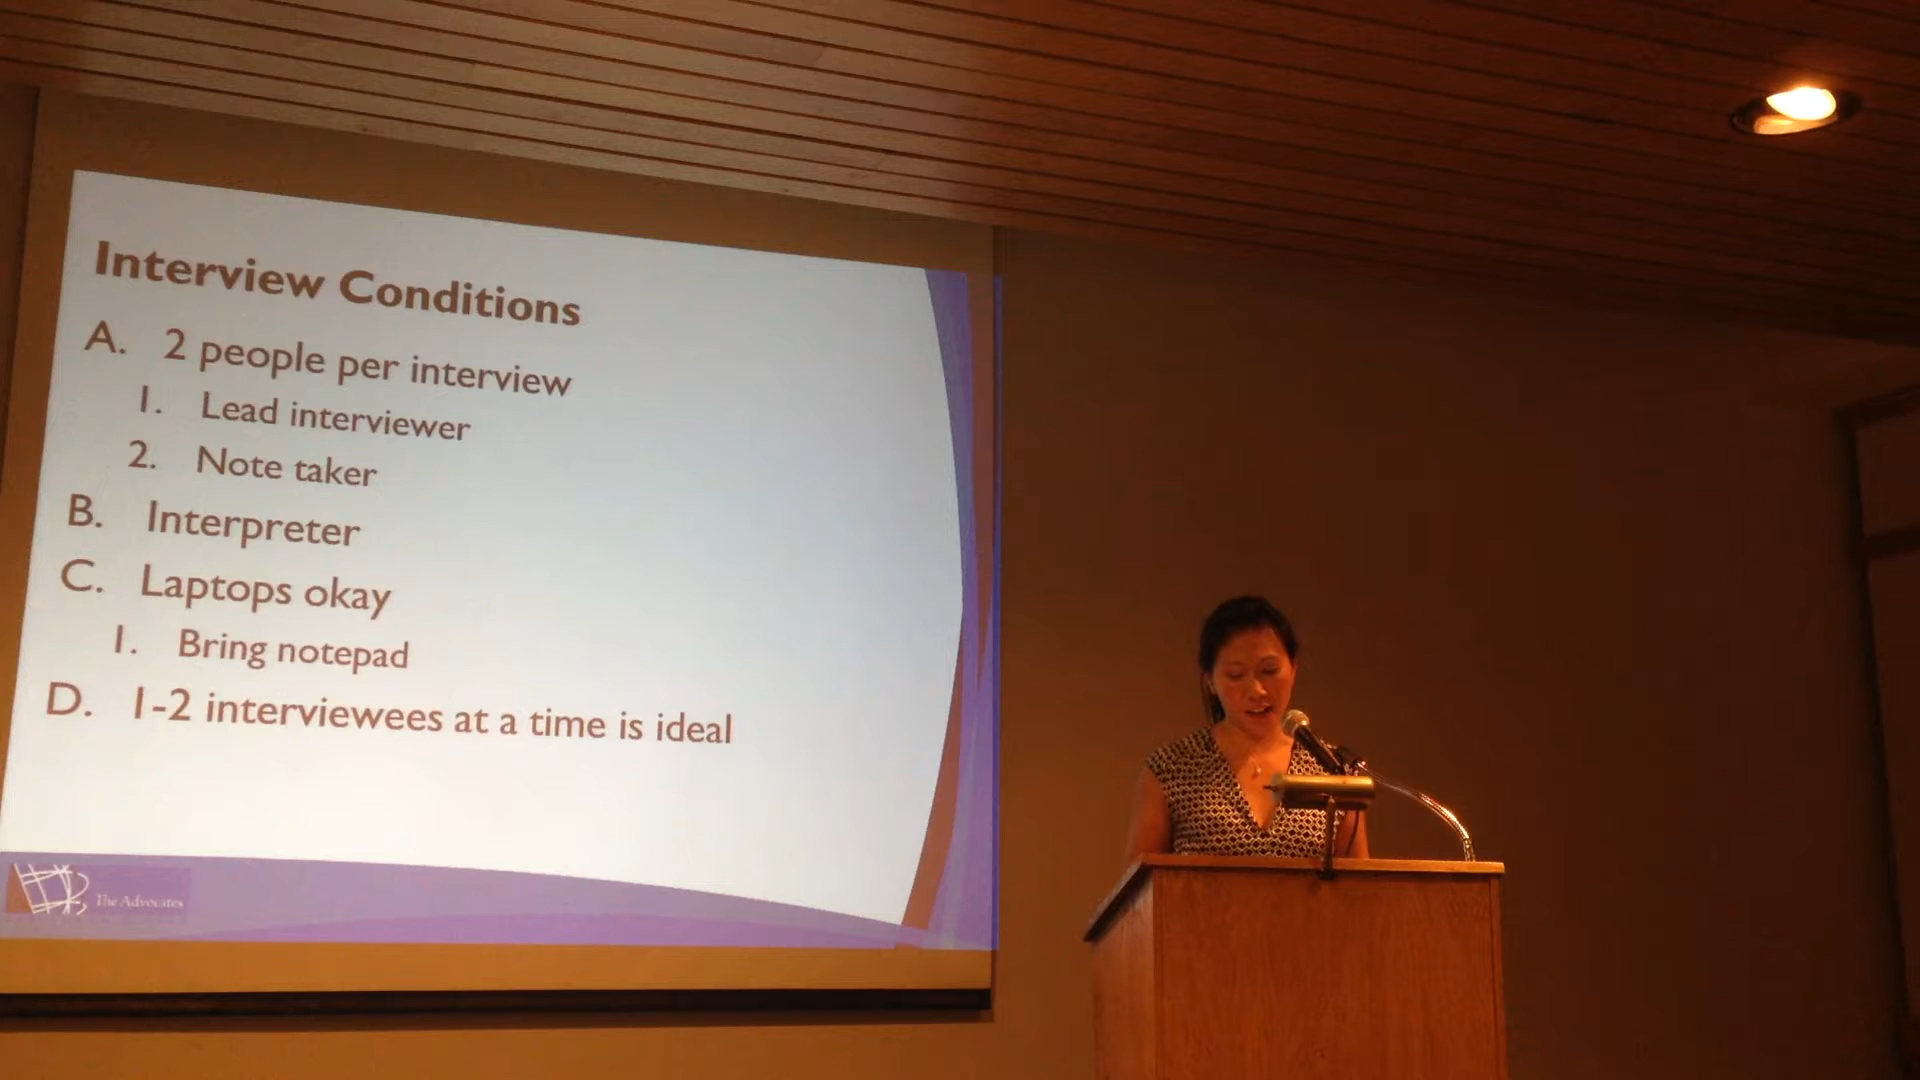 Interview Conditions
A. 2 people per interview
1. Lead interviewer
2. Note taker
B. Interpreter
C. Laptops okay
1. Bring notepad
D. 1-2 interviewees at a time is ideal
The Advocates